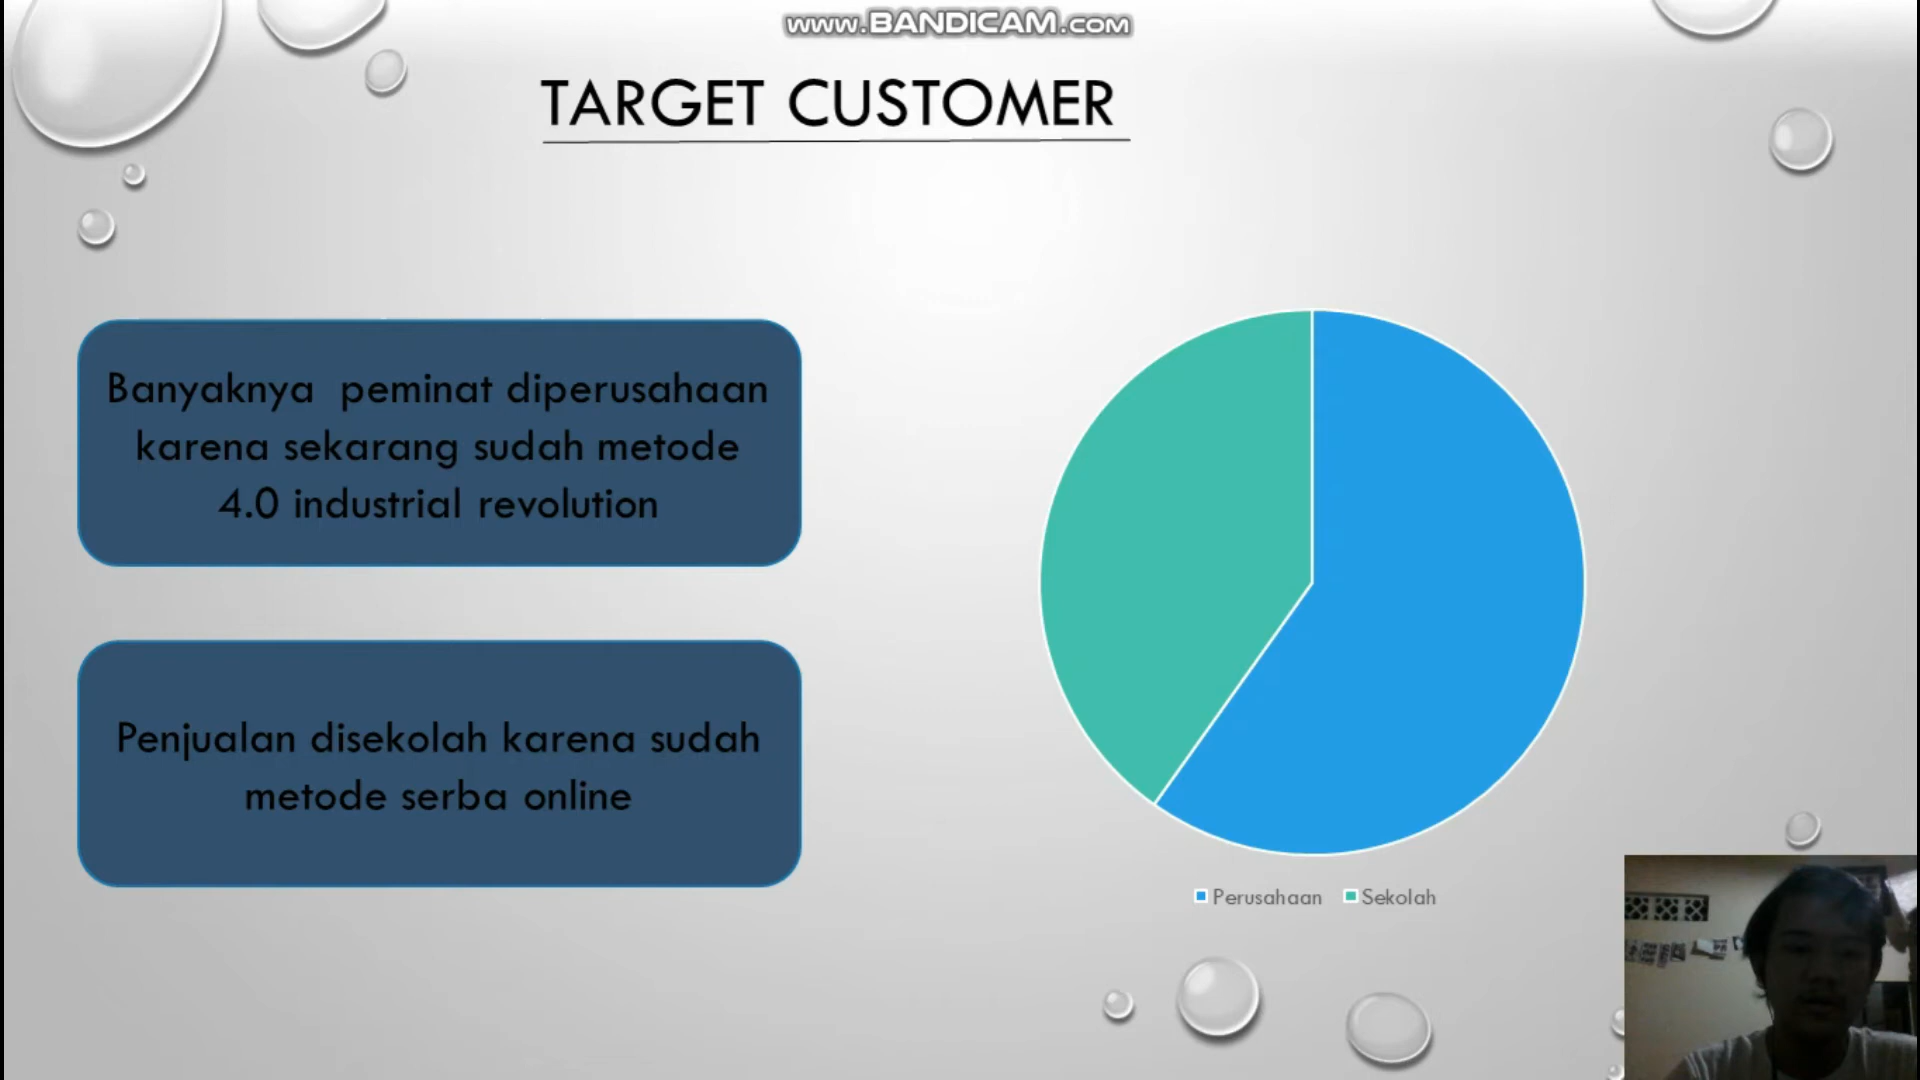 www.BANDICAM.com
TARGET CUSTOMER
Banyaknya peminat diperusahaan
karena sekarang sudah metode
4.0 industrial revolution
Penjualan disekolah karena sudah
metode serba online
Perusahaan Sekolah